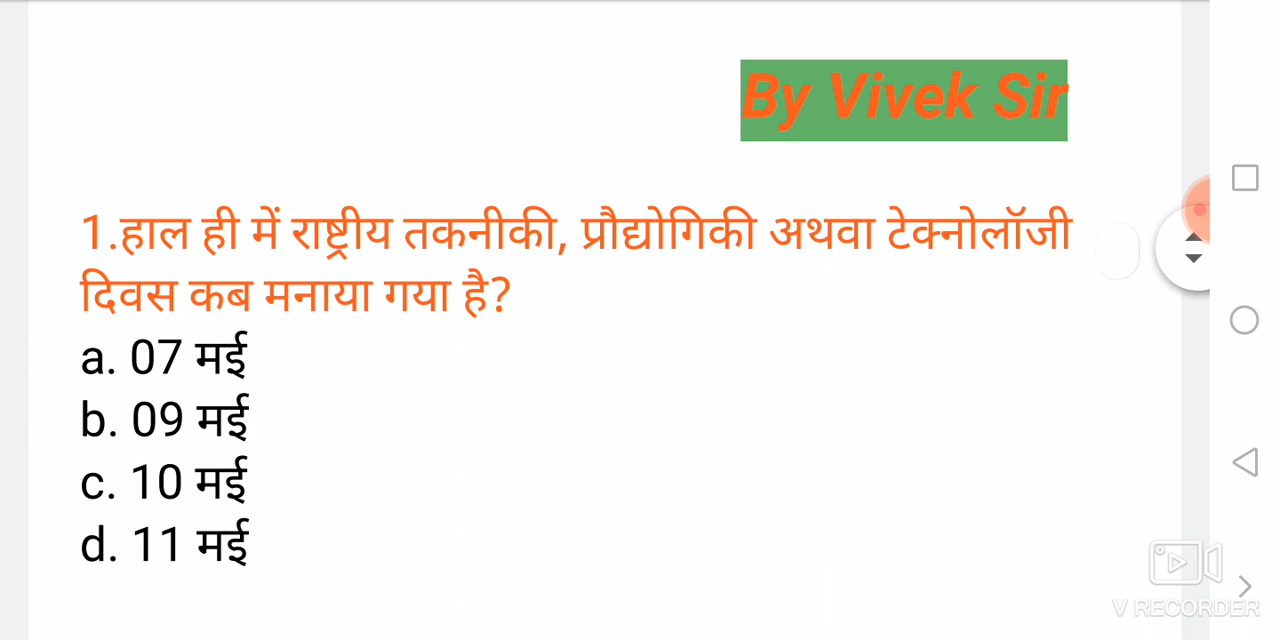 By Vivek Sir
1.हाल ही में राष्ट्रीय तकनीकी, प्रौद्योगिकी अथवा टेक्नोलॉजी
दिवस कब मनाया गया है?
a. 07 मई
b. 09 मई
c. 10 मई
d. 11 मई
V RECORDER